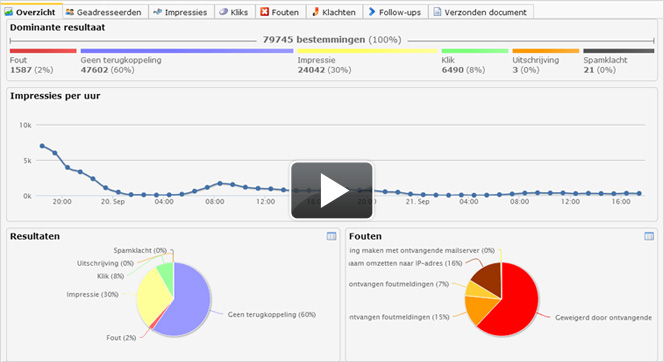 Overzicht Geadresseerden Impressies Kliks Fouten Klachten Follow-ups Verzonden document
Dominante resultaat
79745 bestemmingen (100%)
Fout Geen terugkoppeling Impressie Klik Uitschrijving Spamklacht
1587 (2%) 47602 (60%) 24042 (30%) 6490 (8%) 3 (0%) 21 (0%)
Impressies per uur
10k
5k
0k
20:00 20. Sep 04:00 08:00 12:00 16:00 20:00 21. Sep 04:00 08:00 12:00 16:00
Resultaten
Spamklacht (0%)
Uitschrijving (0%)
Klik (8%)
Impressie (30%)
Geen terugkoppeling (60%)
Fout (2%)
Fouten
ing maken met ontvangende mailserver (0%)
naam omzetten naar IP-adres (16%)
ontvangen foutmeldingen (7%)
ontvangen foutmeldingen (15%)
Geweigerd door ontvangende